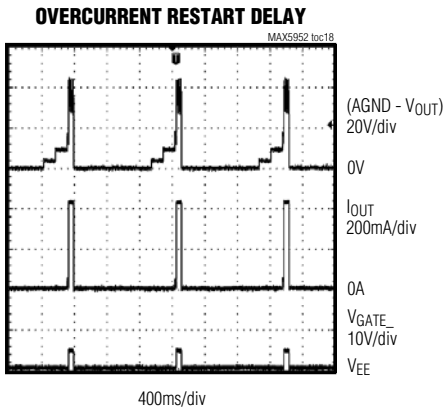 OVERCURRENT RESTART DELAY
MAX5952 toc18
(AGND - VOUT)
20V/div
0V
IOUT
200mA/div
0A
VGATE_
10V/div
VEE
400ms/div